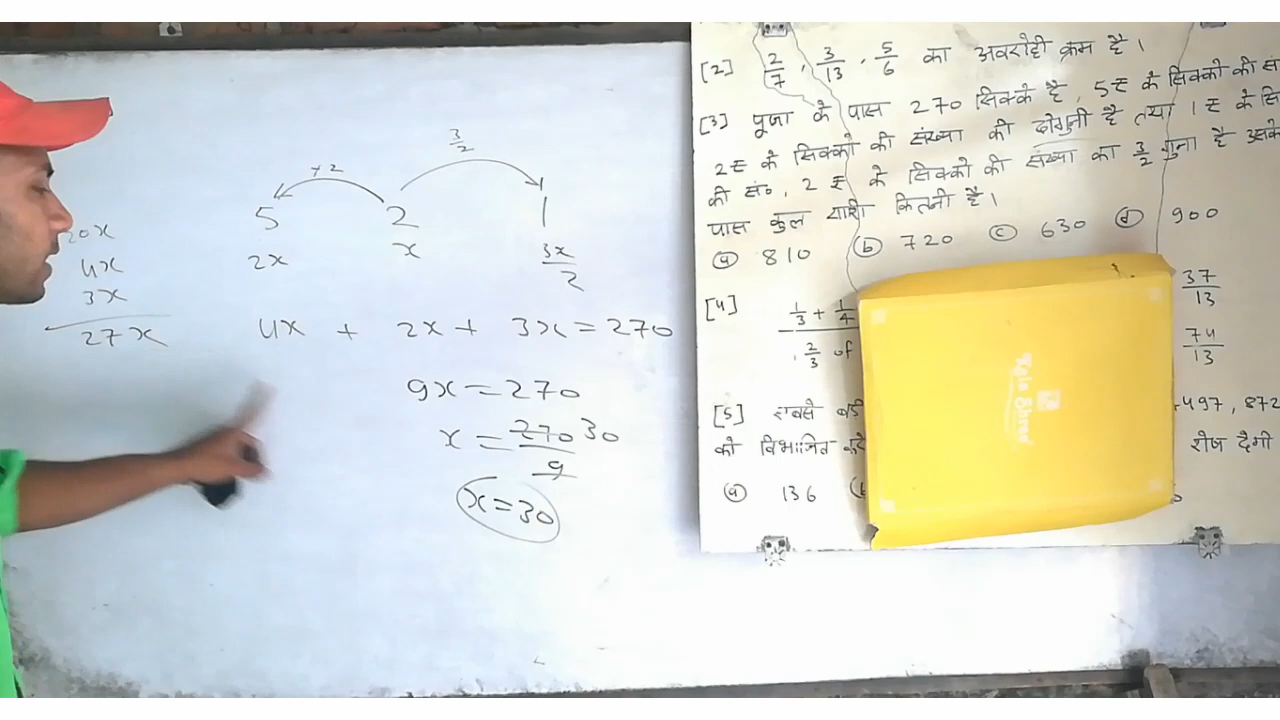 ×2
3/2
5 2 1
2x x 3x/2
20x
4x
3x
27x
4x + 2x + 3x = 270
9x = 270
x = 270/9 30
x = 30
[2] 2/7, 3/13, 5/6 का अवरोही क्रम है।
[3] पूजा के पास 270 सिक्के है, 5₹ के सिक्कों की सं
2₹ के सिक्कों की संख्या की दोगुनी है तथा 1₹ के सि
की सं०, 2₹ के सिक्कों की संख्या का 3/2 गुना है उसके
पास कुल राशी कितनी है।
(a) 810 (b) 720 (c) 630 (d) 900
[4] 1/3 + 1/4 37/13
2/3 of 74/13
[5] सबसे बड़ी 497, 872
को विभाजित करे शेष देगी
(a) 136 (b